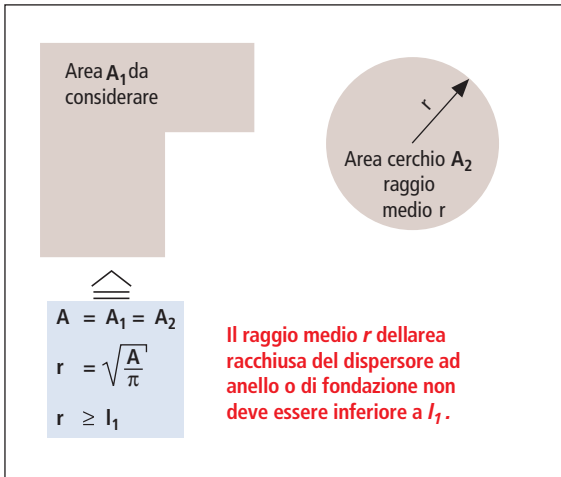 Area A₁ da
considerare
r
Area cerchio A₂
raggio
medio r
A = A₁ = A₂
r = √(A/π)
r ≥ l₁
Il raggio medio r dellarea
racchiusa del dispersore ad
anello o di fondazione non
deve essere inferiore a l₁.